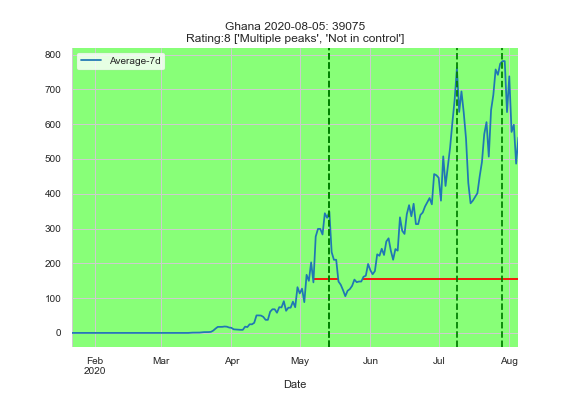 Ghana 2020-08-05: 39075
Rating:8 ['Multiple peaks', 'Not in control']
Average-7d
800
700
600
500
400
300
200
100
0
Feb Mar Apr May Jun Jul Aug
2020
Date